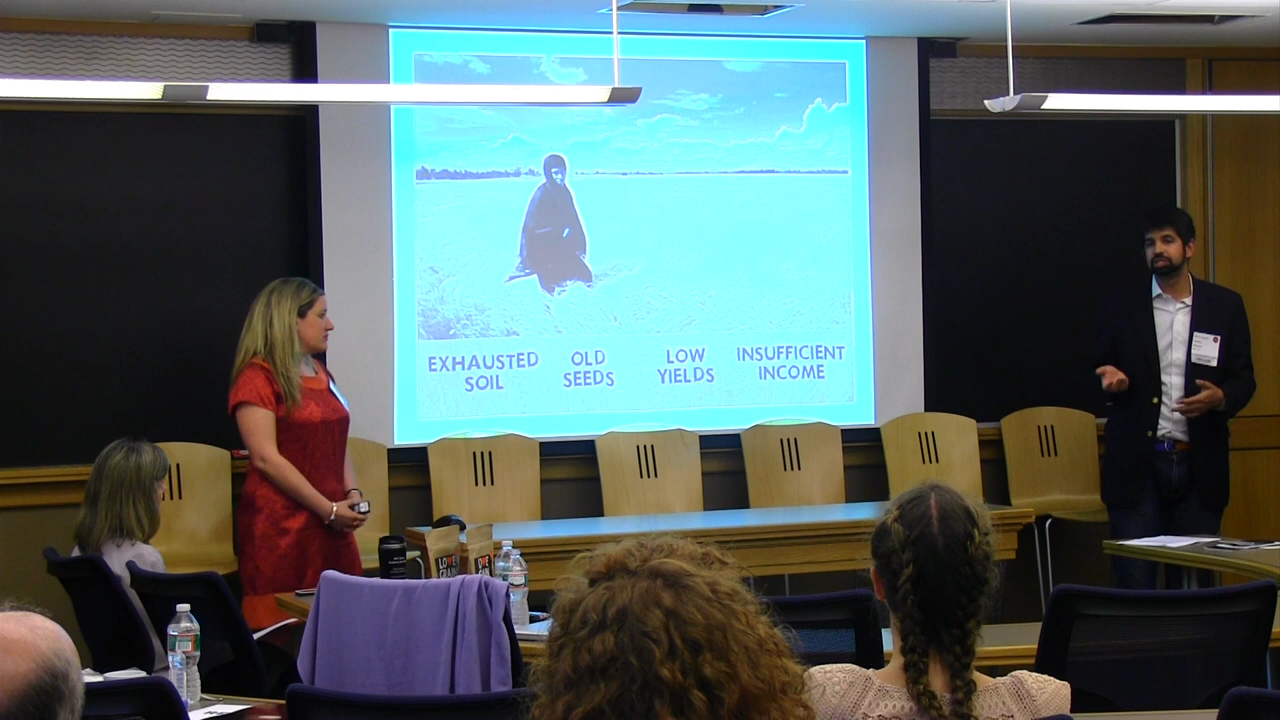 EXHAUSTED
SOIL
OLD
SEEDS
LOW
YIELDS
INSUFFICIENT
INCOME